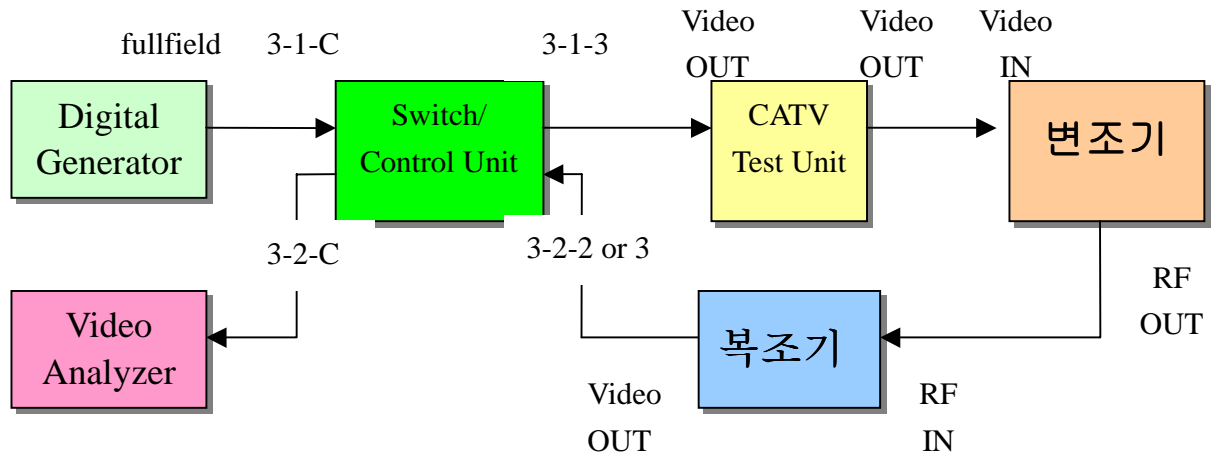 Video
OUT
Video
OUT
Video
IN
fullfield
3-1-C
3-1-3
Digital
Generator
Switch/
Control Unit
CATV
Test Unit
변조기
3-2-C
3-2-2 or 3
RF
OUT
Video
Analyzer
복조기
Video
OUT
RF
IN